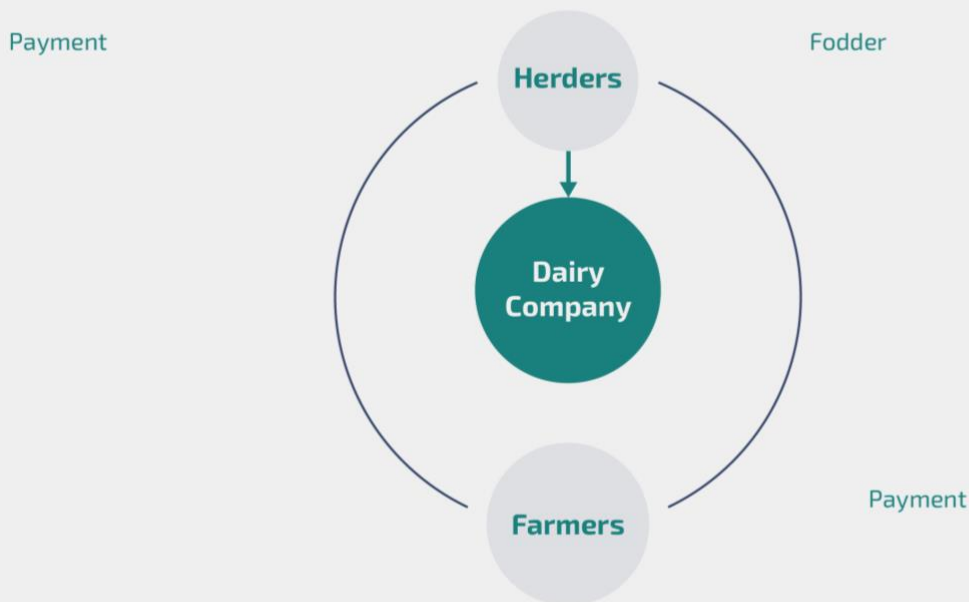 Payment
Fodder
Herders
Dairy
Company
Payment
Farmers